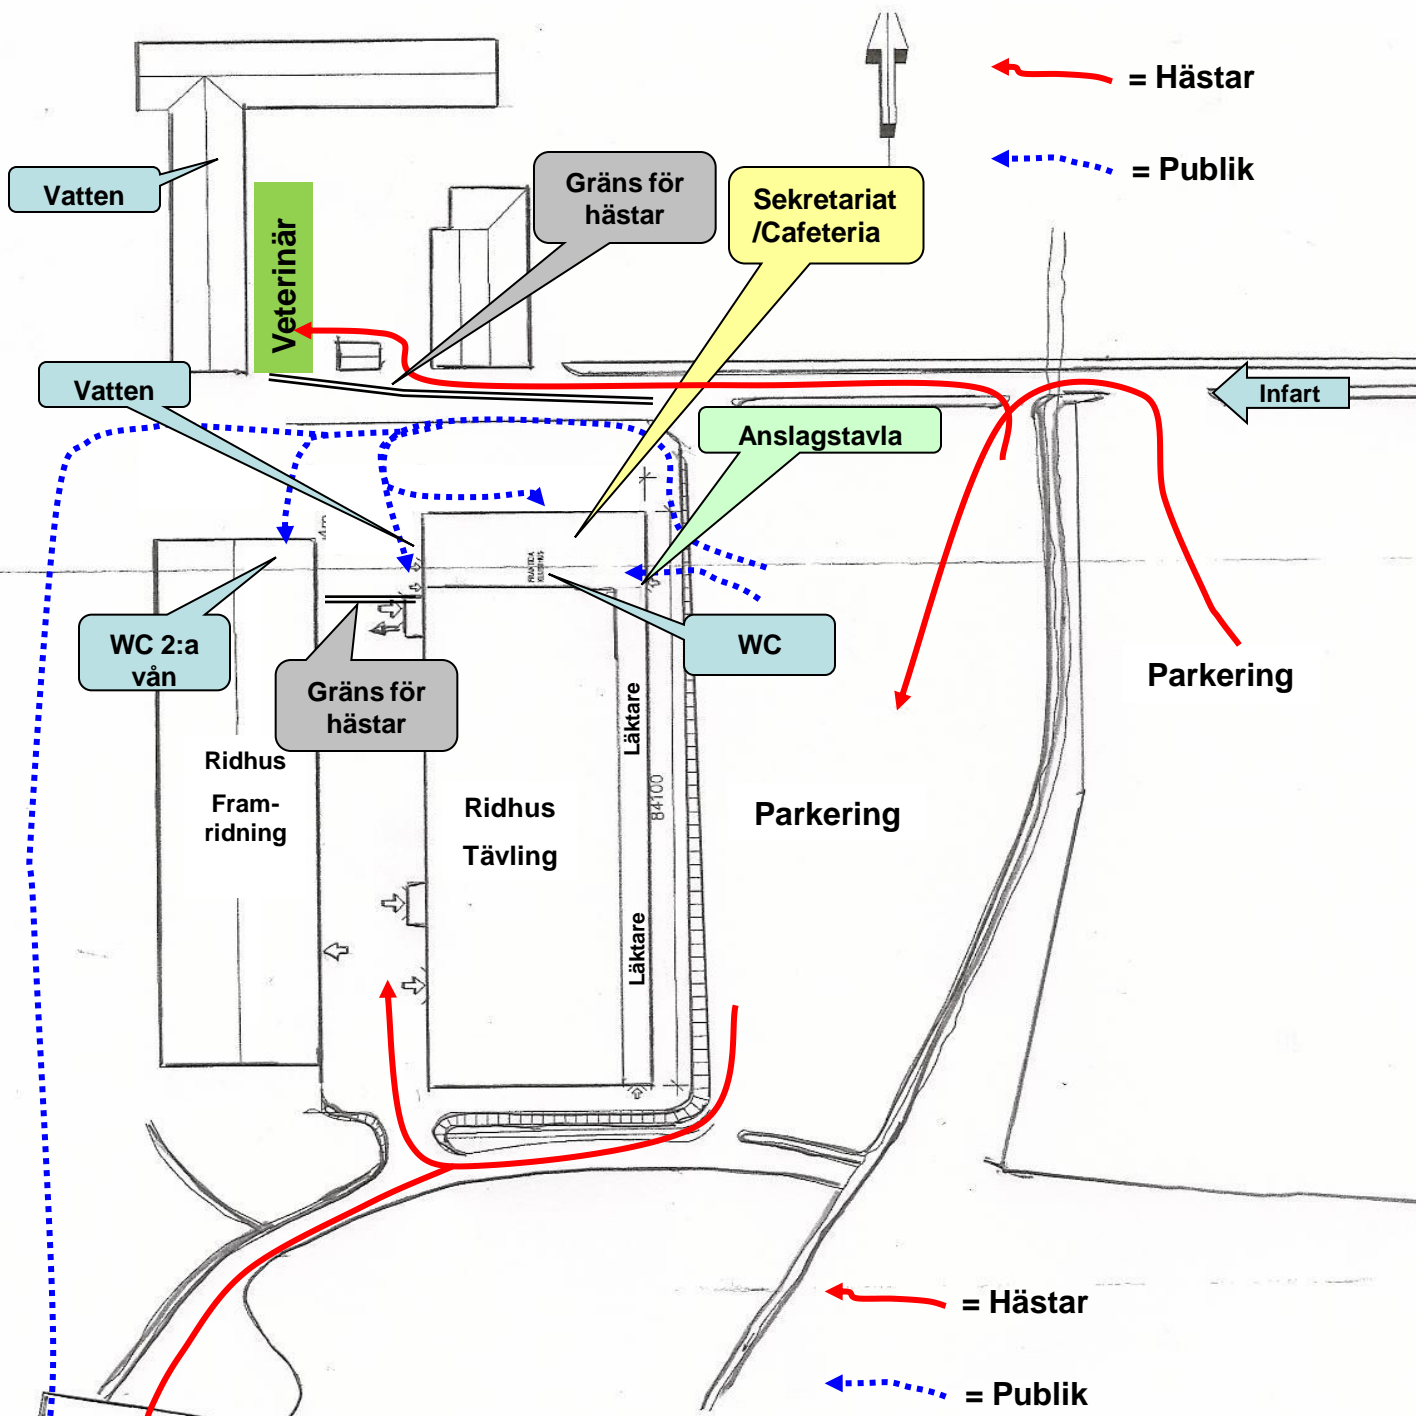 = Hästar
= Publik
Vatten
Gräns för
hästar
Sekretariat
/Cafeteria
Veterinär
Vatten
Infart
Anslagstavla
WC 2:a
vån
Gräns för
hästar
WC
Parkering
Läktare
Ridhus
Fram-
ridning
Ridhus
Tävling
84100
Parkering
Läktare
= Hästar
= Publik